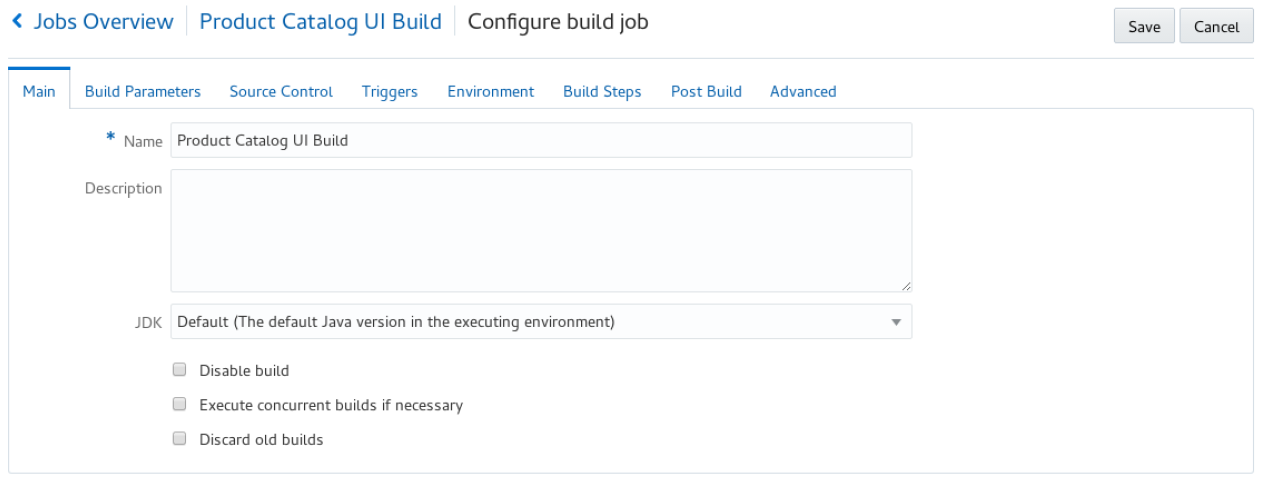 Jobs Overview Product Catalog UI Build Configure build job Save Cancel
Main Build Parameters Source Control Triggers Environment Build Steps Post Build Advanced
* Name Product Catalog UI Build
Description
JDK Default (The default Java version in the executing environment)
Disable build
Execute concurrent builds if necessary
Discard old builds